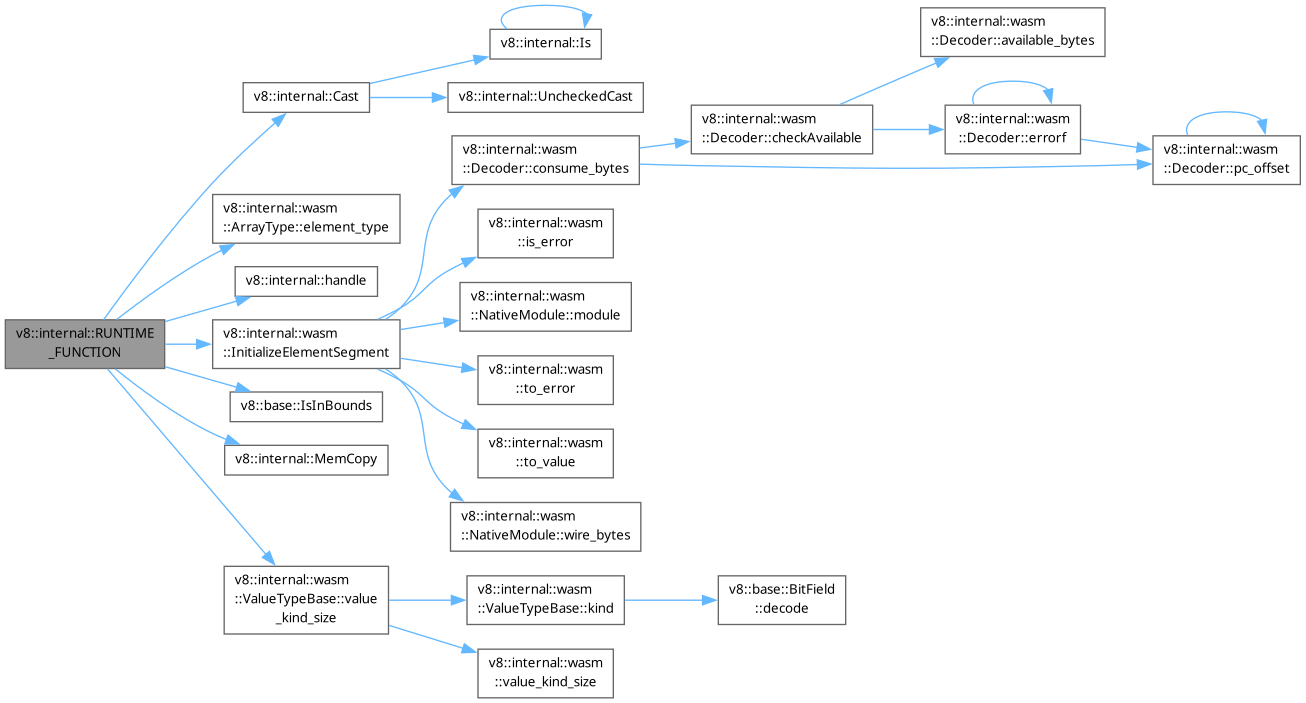 v8::internal::RUNTIME
_FUNCTION
v8::internal::Cast
v8::internal::Is
v8::internal::UncheckedCast
v8::internal::wasm
::ArrayType::element_type
v8::internal::handle
v8::internal::wasm
::InitializeElementSegment
v8::internal::wasm
::Decoder::consume_bytes
v8::internal::wasm
::Decoder::checkAvailable
v8::internal::wasm
::Decoder::available_bytes
v8::internal::wasm
::Decoder::errorf
v8::internal::wasm
::Decoder::pc_offset
v8::internal::wasm
::is_error
v8::internal::wasm
::NativeModule::module
v8::internal::wasm
::to_error
v8::internal::wasm
::to_value
v8::internal::wasm
::NativeModule::wire_bytes
v8::base::IsInBounds
v8::internal::MemCopy
v8::internal::wasm
::ValueTypeBase::value
_kind_size
v8::internal::wasm
::ValueTypeBase::kind
v8::base::BitField
::decode
v8::internal::wasm
::value_kind_size